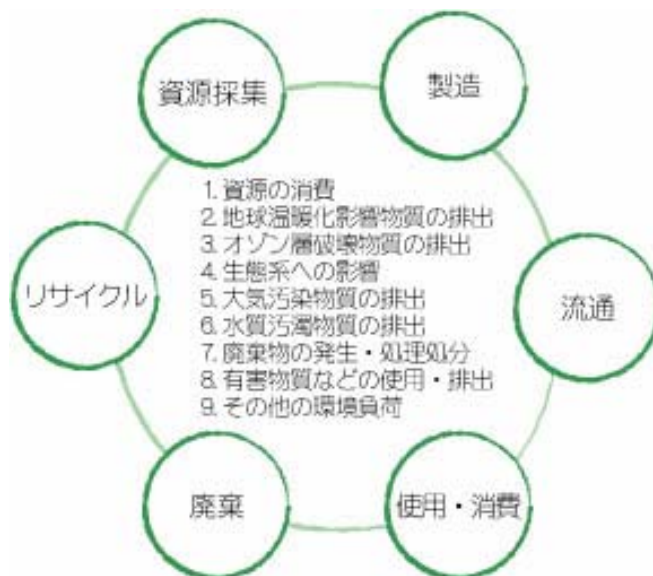 資源採集
製造
1. 資源の消費
2. 地球温暖化影響物質の排出
3. オゾン層破壊物質の排出
4. 生態系への影響
5. 大気汚染物質の排出
6. 水質汚濁物質の排出
7. 廃棄物の発生・処理処分
8. 有害物質などの使用・排出
9. その他の環境負荷
リサイクル
流通
廃棄
使用・消費